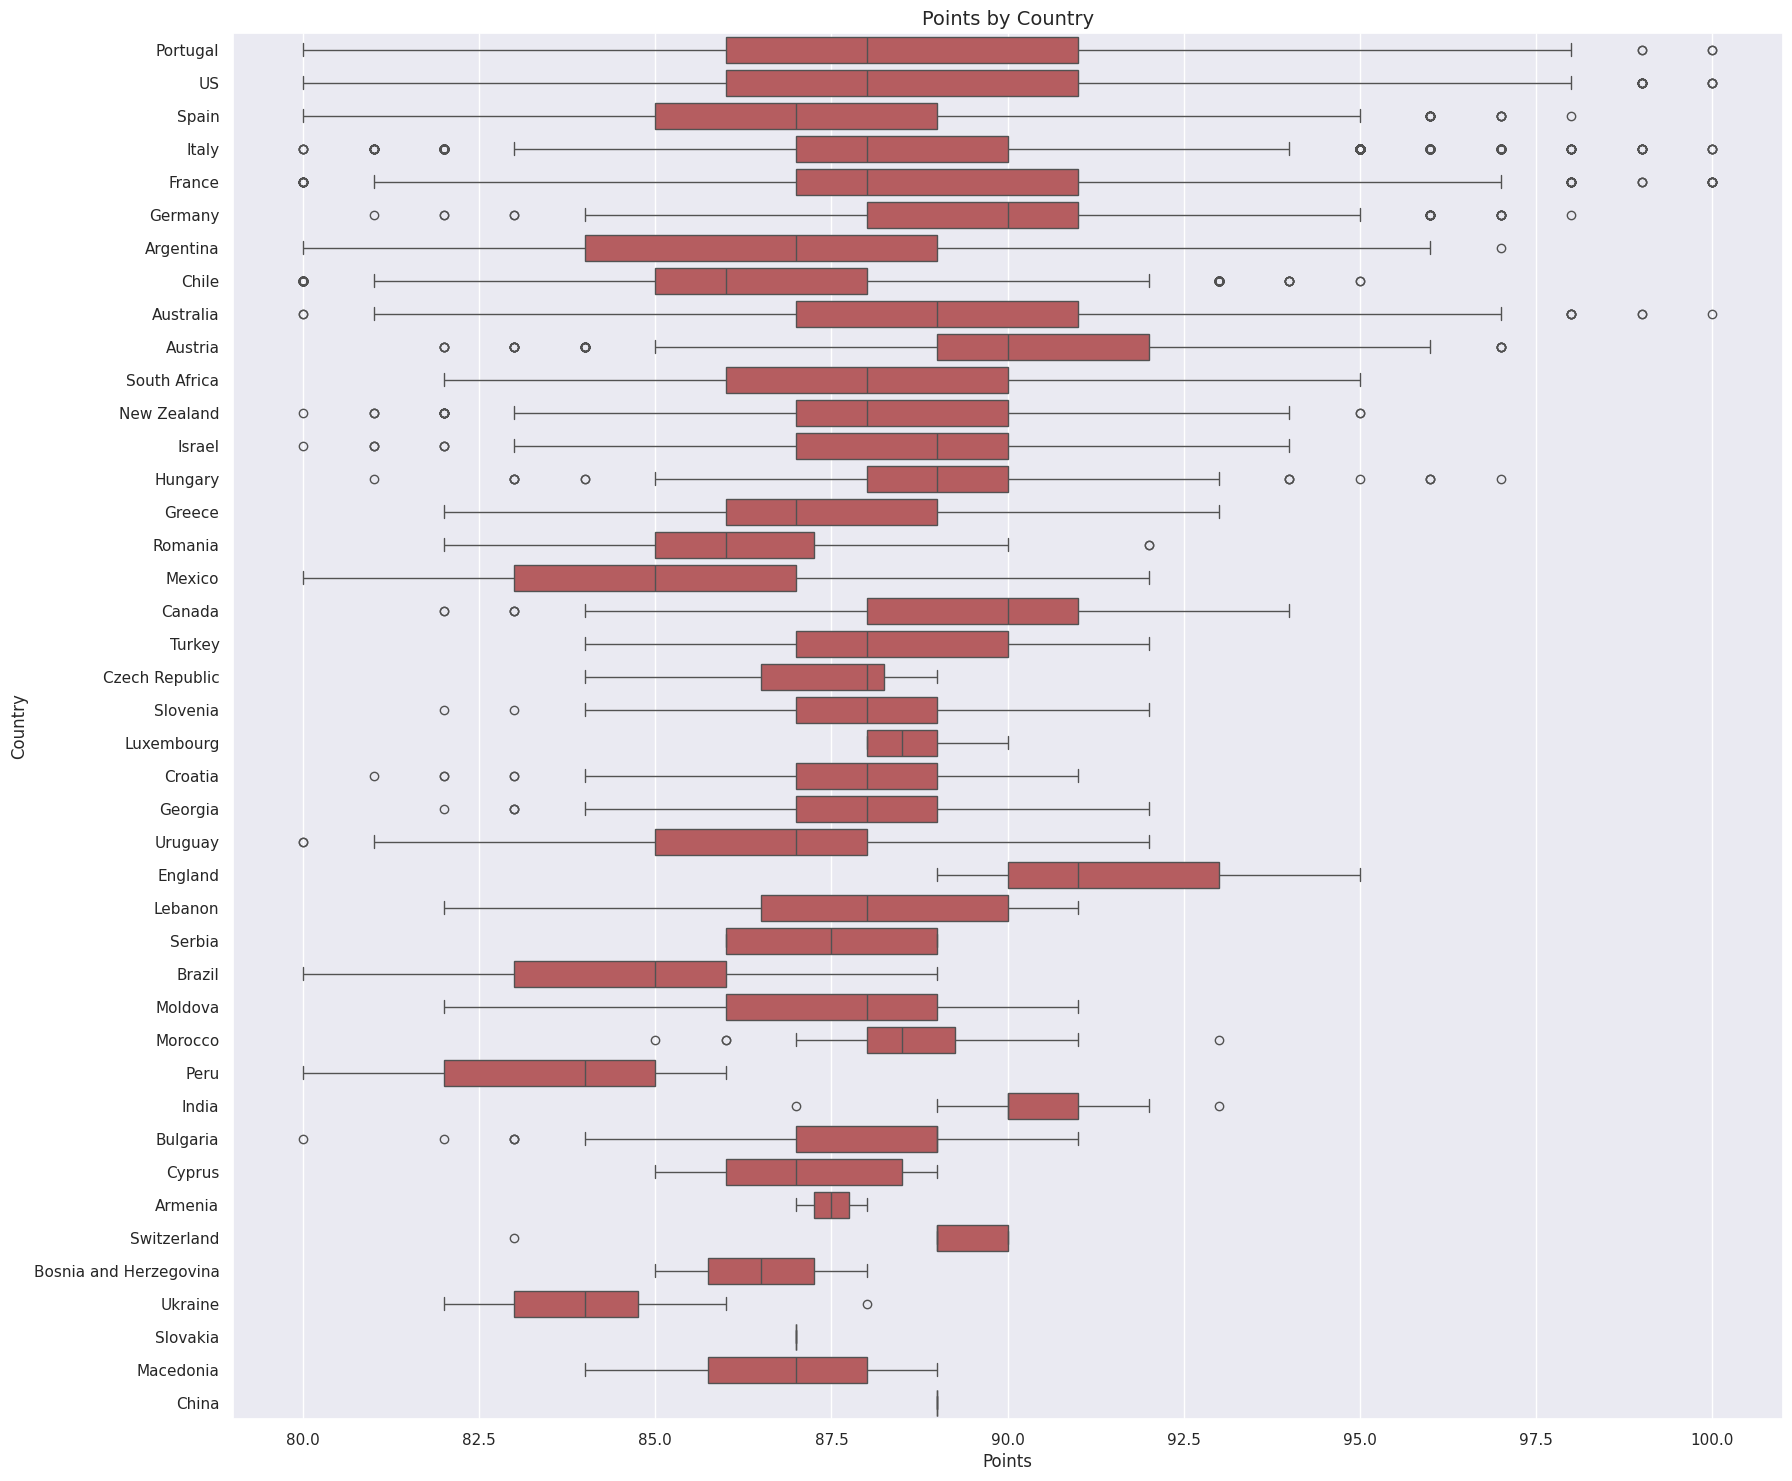 Points by Country
Portugal
US
Spain
Italy
France
Germany
Argentina
Chile
Australia
Austria
South Africa
New Zealand
Israel
Hungary
Greece
Romania
Mexico
Canada
Turkey
Czech Republic
Slovenia
Luxembourg
Croatia
Georgia
Uruguay
England
Lebanon
Serbia
Brazil
Moldova
Morocco
Peru
India
Bulgaria
Cyprus
Armenia
Switzerland
Bosnia and Herzegovina
Ukraine
Slovakia
Macedonia
China
Country
80.0 82.5 85.0 87.5 90.0 92.5 95.0 97.5 100.0
Points